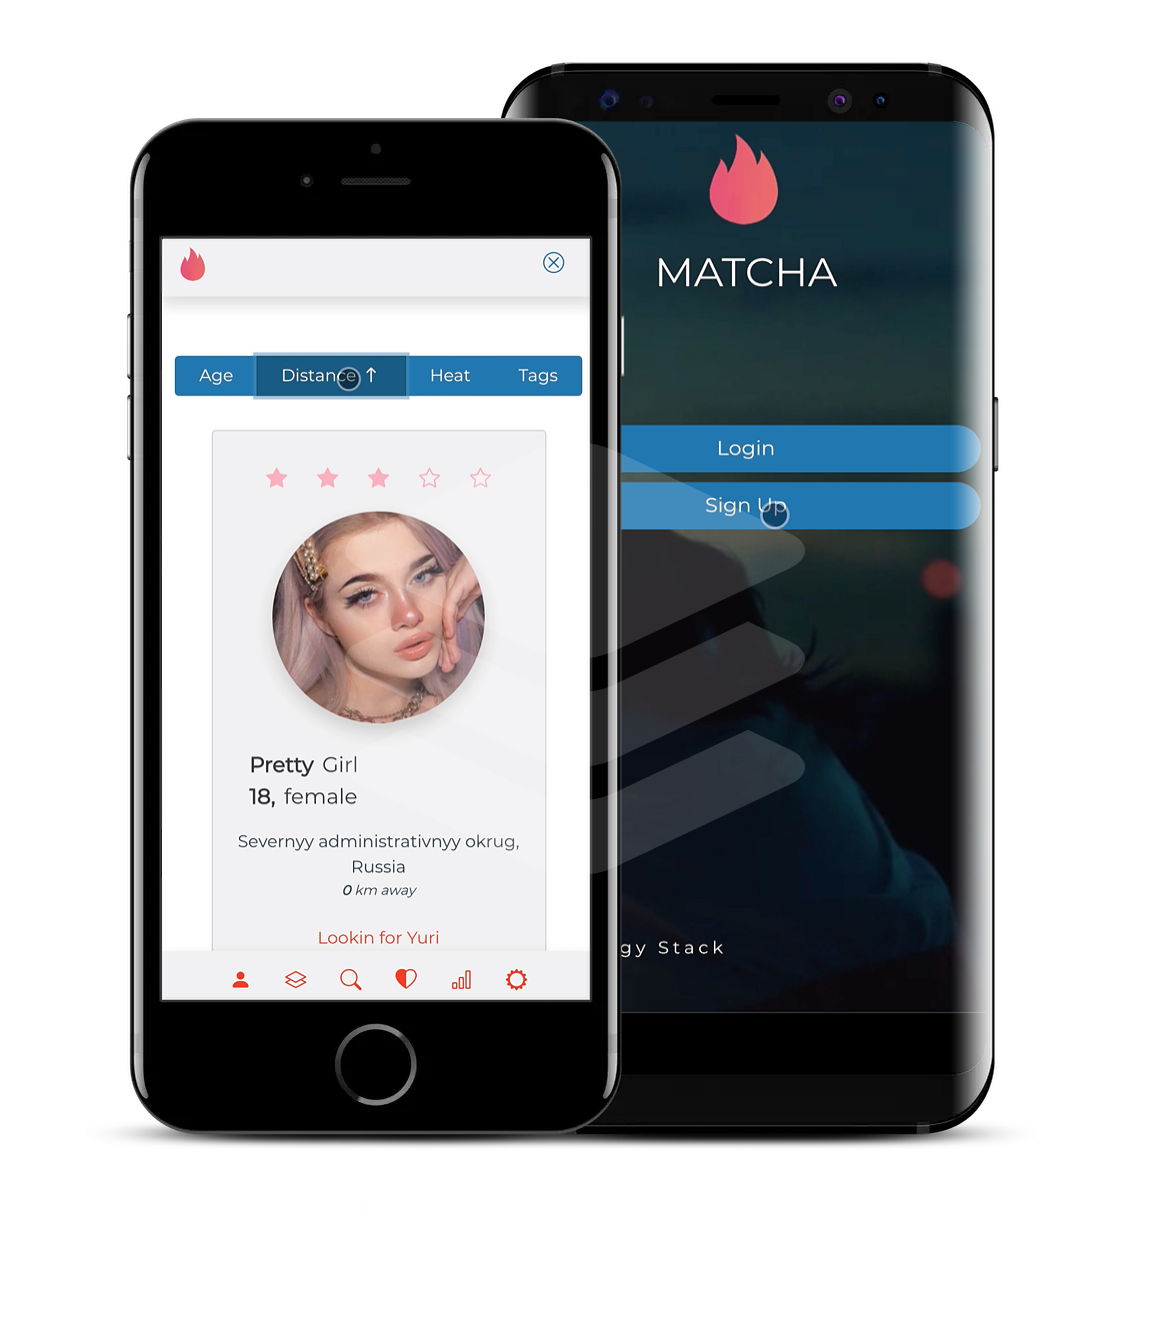 MATCHA
Login
Sign Up
gy Stack
Age Distance ↑ Heat Tags
Pretty Girl
18, female
Severnyy administrativnyy okrug,
Russia
0 km away
Lookin for Yuri